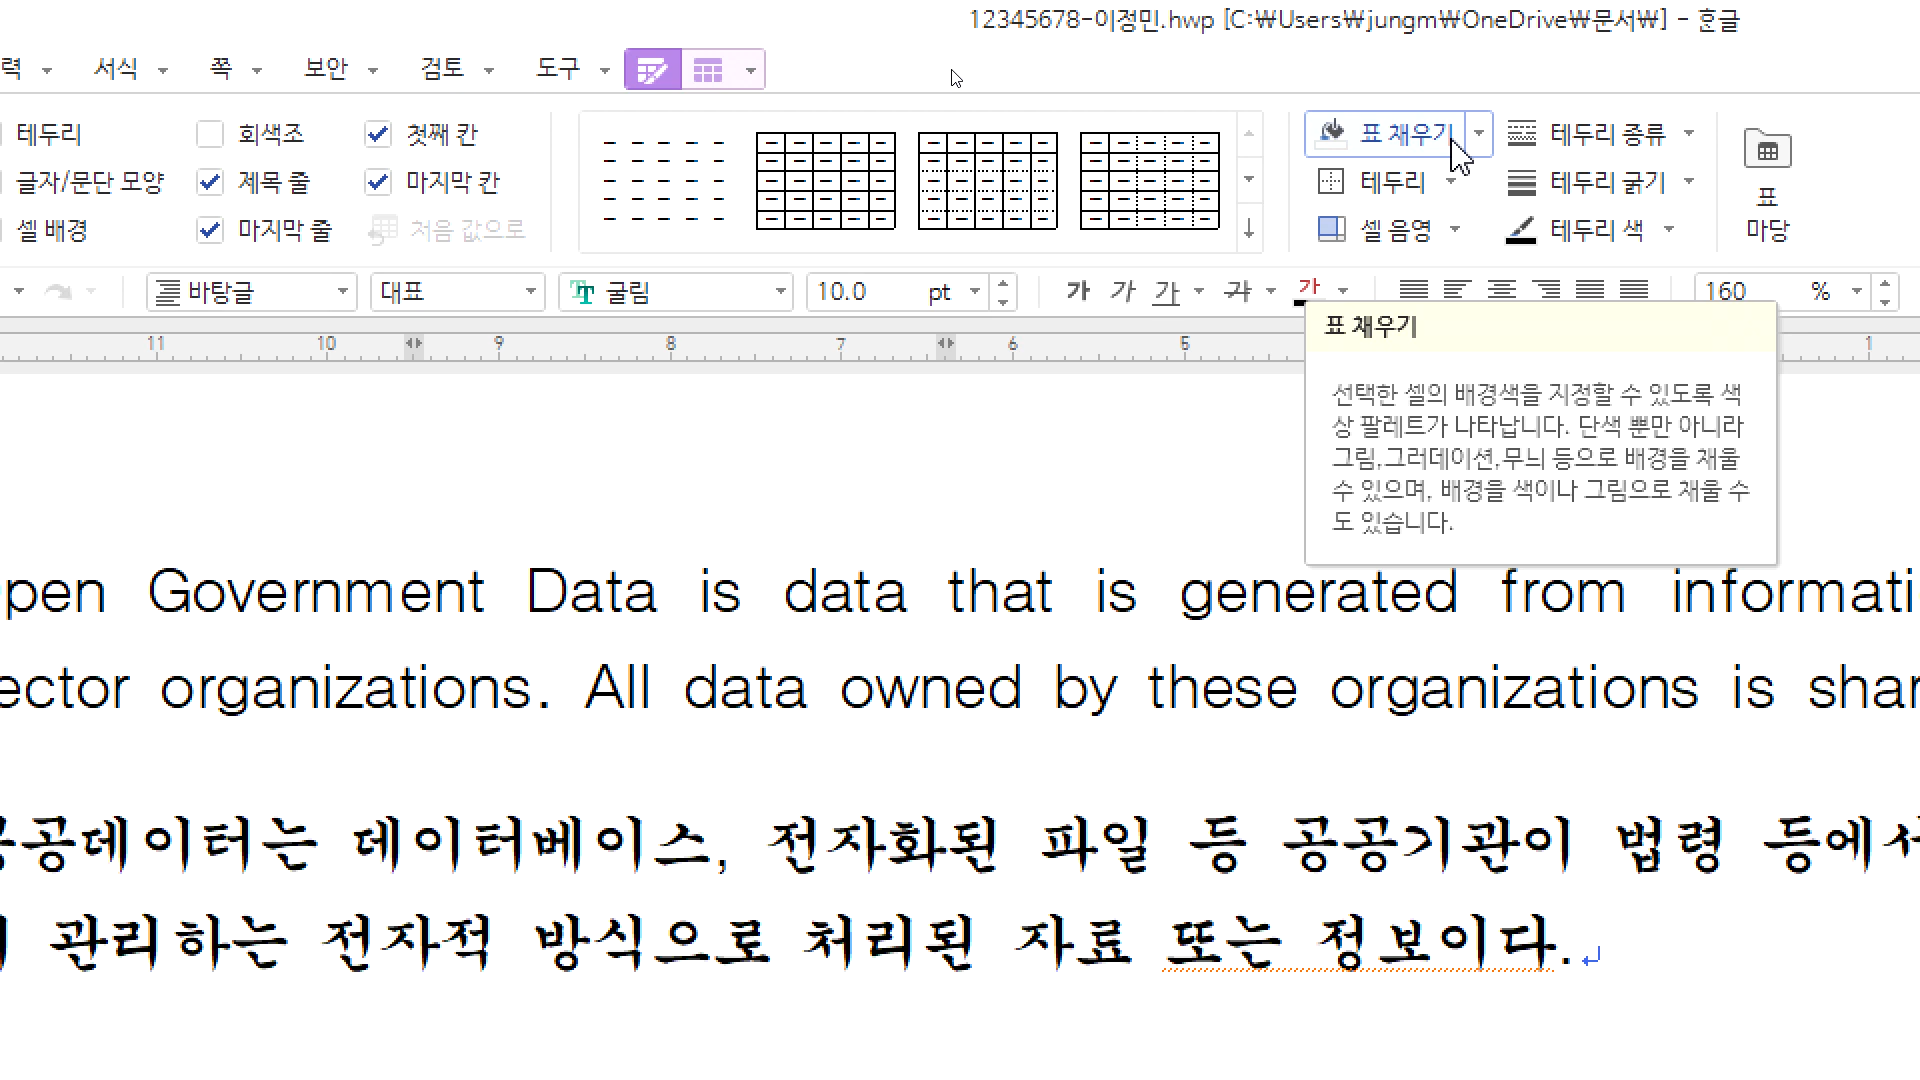 12345678-이정민.hwp [C:₩Users₩jungm₩OneDrive₩문서₩] - 훈글
력 서식 쪽 보안 검토 도구
테두리 회색조 첫째 칸
글자/문단 모양 제목 줄 마지막 칸
셀 배경 마지막 줄 처음 값으로
표 채우기 테두리 종류
테두리 테두리 굵기
셀 음영 테두리 색
표
마당
바탕글 대표 굴림 10.0 pt 가 가 가 가 가 160 %
11 10 9 8 7 6 5 1
표 채우기
선택한 셀의 배경색을 지정할 수 있도록 색
상 팔레트가 나타납니다. 단색 뿐만 아니라
그림,그러데이션,무늬 등으로 배경을 채울
수 있으며, 배경을 색이나 그림으로 채울 수
도 있습니다.
pen Government Data is data that is generated from informati
ector organizations. All data owned by these organizations is shar
공공데이터는 데이터베이스, 전자화된 파일 등 공공기관이 법령 등에서
관리하는 전자적 방식으로 처리된 자료 또는 정보이다.